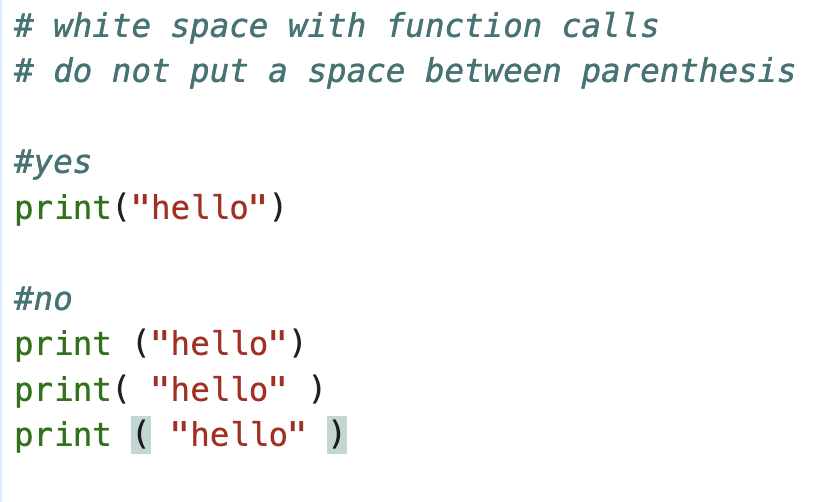 # white space with function calls
# do not put a space between parenthesis
#yes
print("hello")
#no
print ("hello")
print( "hello" )
print ( "hello" )